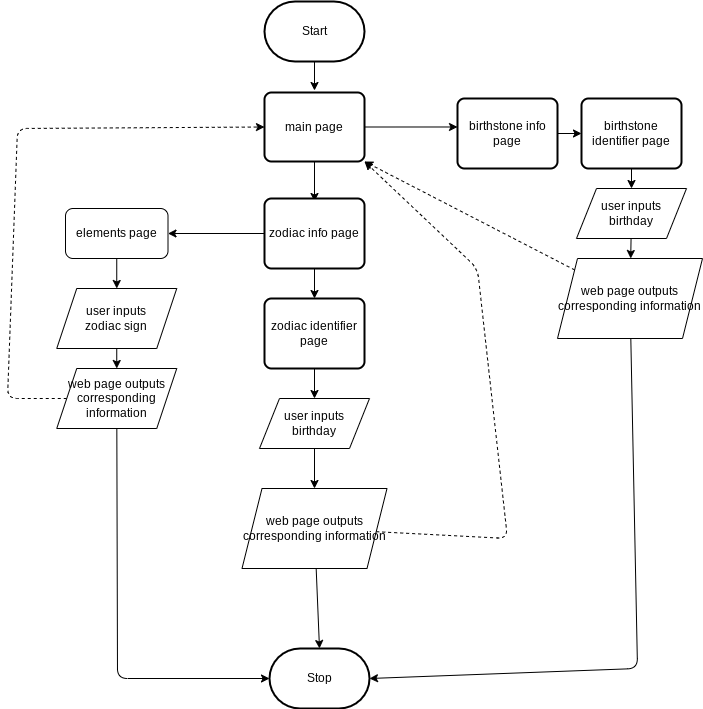 Start
main page
birthstone info
page
birthstone
identifier page
user inputs
birthday
web page outputs
corresponding information
zodiac info page
elements page
user inputs
zodiac sign
web page outputs
corresponding
information
zodiac identifier
page
user inputs
birthday
web page outputs
corresponding information
Stop